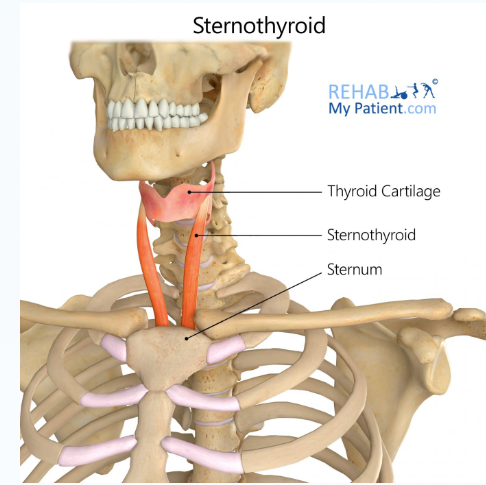 Sternothyroid
REHAB
My Patient.com
Thyroid Cartilage
Sternothyroid
Sternum